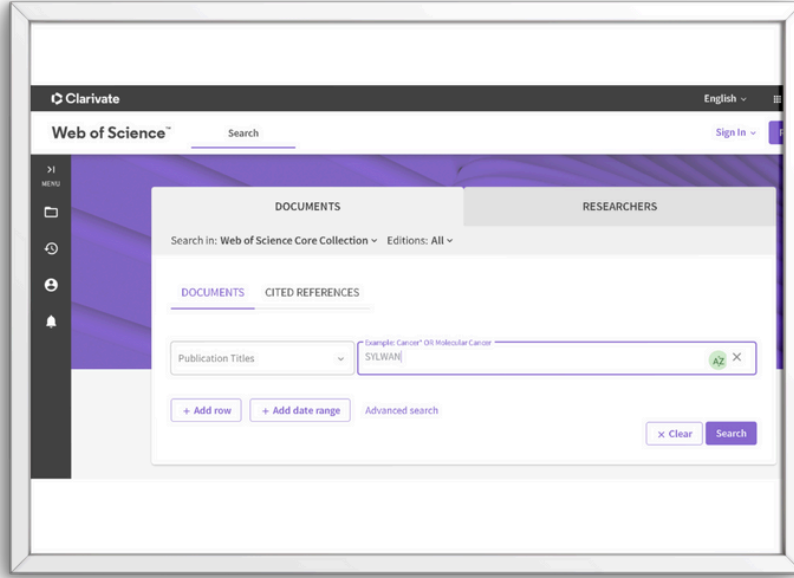 Clarivate
English
Web of Science™
Search
Sign In
MENU
DOCUMENTS
RESEARCHERS
Search in: Web of Science Core Collection Editions: All
DOCUMENTS
CITED REFERENCES
Example: Cancer* OR Molecular Cancer
Publication Titles
SYLWAN
AZ
+ Add row
+ Add date range
Advanced search
× Clear
Search